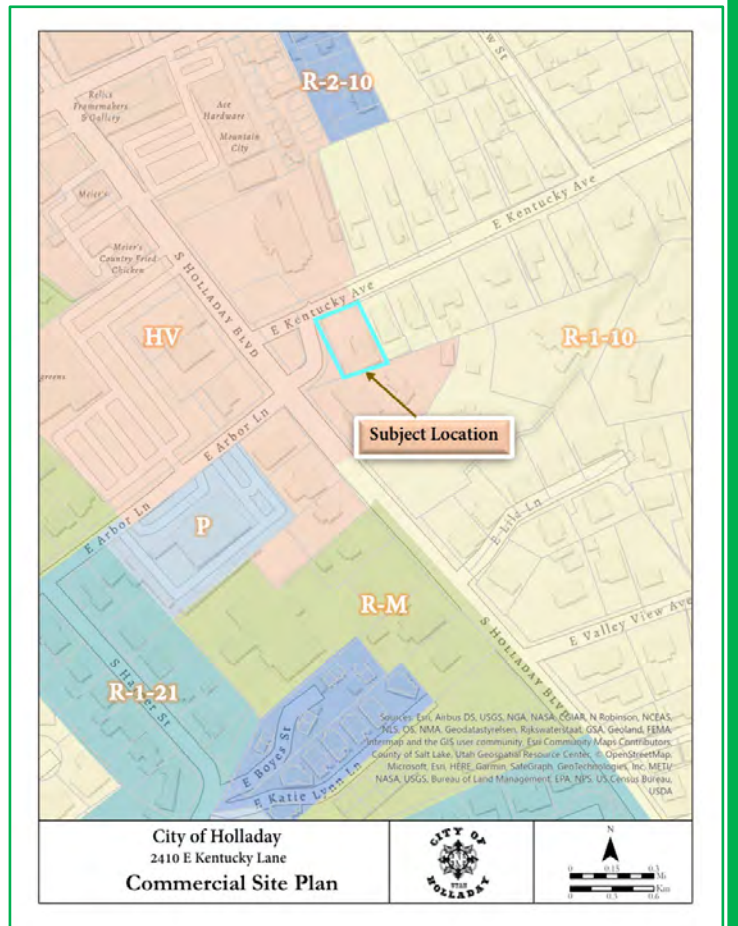 R-2-10
w St
Relics
Framemakers
& Gallery
Ace
Hardware
Mountain
City
Meier's
Meier's
Country Fried
Chicken
E Kentucky Ave
S HOLLADAY BLVD
E Kentucky Ave
HV
R-1-10
greens
Subject Location
E Arbor Ln
E Arbor Ln
P
E Lild Ln
R-M
E Valley View Ave
S HOLLADAY BLV
R-1-21
E Boyes St
E Katie Lynn Ln
Sources: Esri, Airbus DS, USGS, NGA, NASA, CGIAR, N Robinson, NCEAS,
NLS, OS, NMA, Geodatastyrelsen, Rijkswaterstaat, GSA, Geoland, FEMA,
Intermap and the GIS user community, Esri Community Maps Contributors,
County of Salt Lake, Utah Geospatial Resource Center, © OpenStreetMap,
Microsoft, Esri, HERE, Garmin, SafeGraph, GeoTechnologies, Inc, METI/
NASA, USGS, Bureau of Land Management, EPA, NPS, US Census Bureau,
USDA
City of Holladay
2410 E Kentucky Lane
Commercial Site Plan
CITY OF
UTAH
HOLLADAY
N
0 0.15 0.3
Mi
Km
0 0.3 0.6